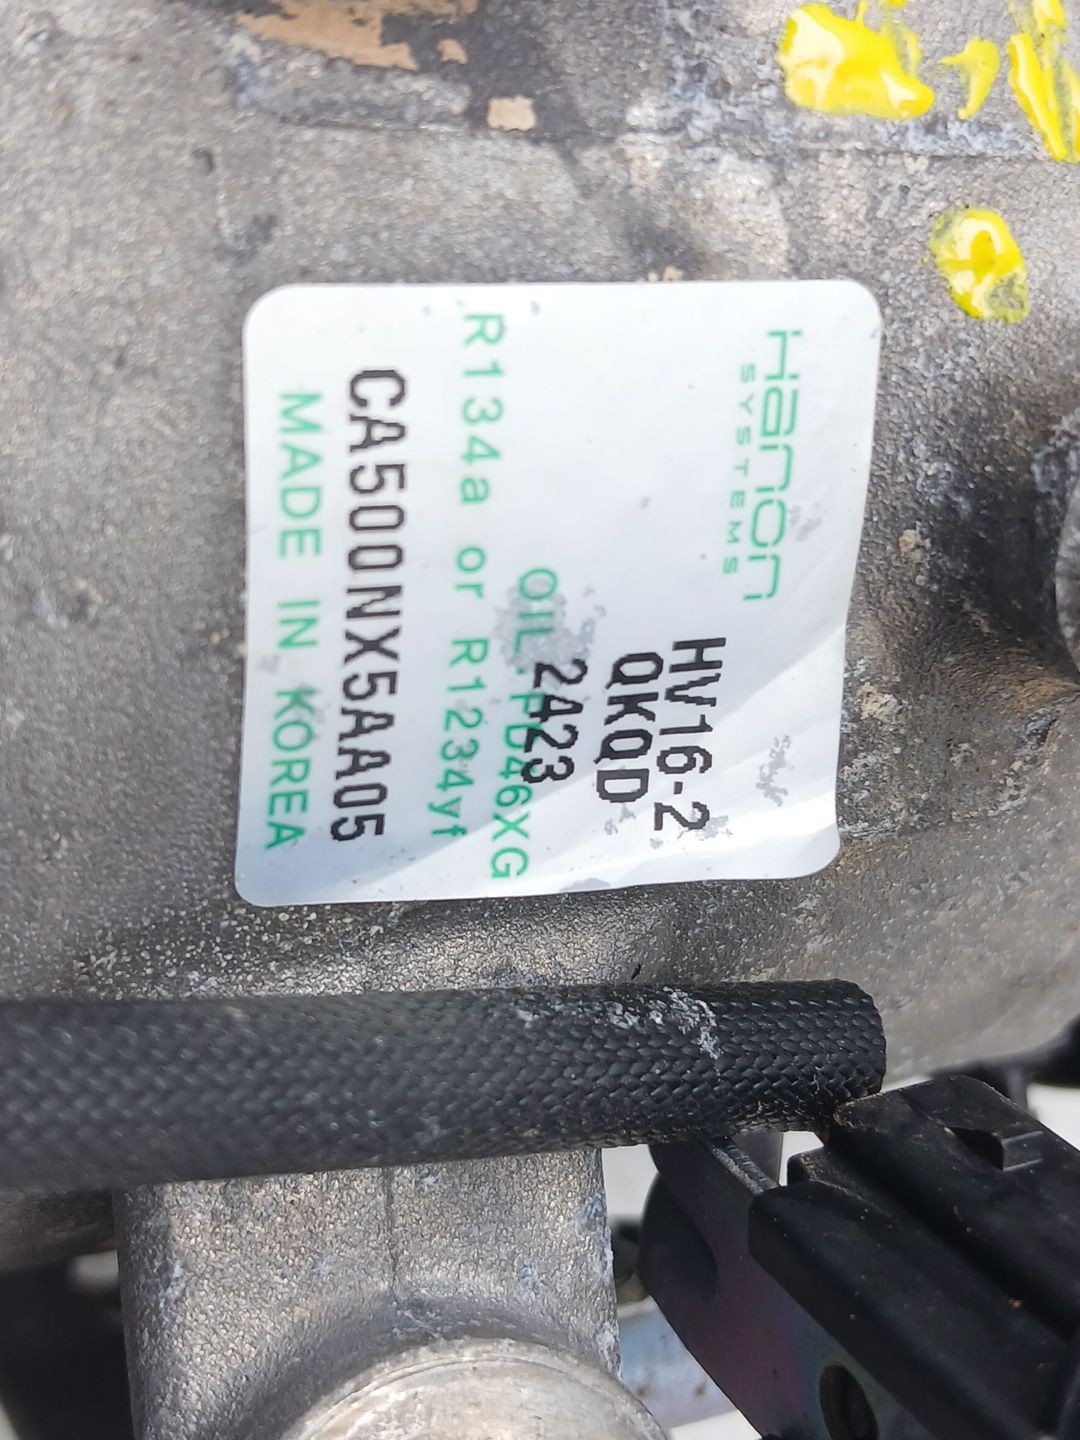 Hanon
SYSTEMS
HV16-2
QKQD
2423
OIL:PD46XG
R134a or R1234yf
CA500NX5AA05
MADE IN KOREA